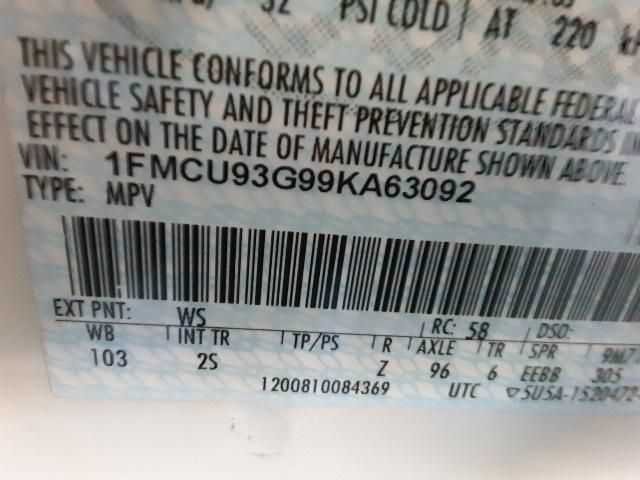 32 PSI COLD AT 220
THIS VEHICLE CONFORMS TO ALL APPLICABLE FEDERAL
VEHICLE SAFETY AND THEFT PREVENTION STANDARDS IN
EFFECT ON THE DATE OF MANUFACTURE SHOWN ABOVE.
VIN: 1FMCU93G99KA63092
TYPE: MPV
EXT PNT: WS RC: 58 DSO:
WB INT TR TP/PS R AXLE TR SPR
103 2S Z 96 6 EEBB 305
1200810084369 UTC